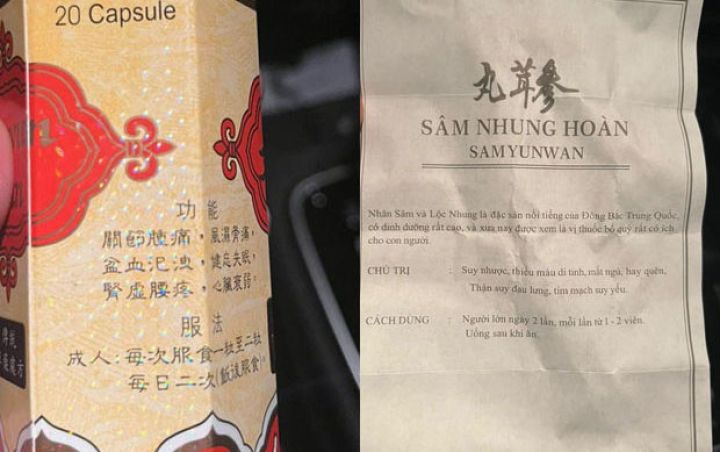 20 Capsule
功能
關節腫痛，風濕骨痛，
盆血汜洩，健忘失眠，
腎虛腰疼，心臟衰弱。
服法
成人:每次服食一粒至二粒
每日二次(飯後服食)。
丸茸參
SÂM NHUNG HOÀN
SAMYUNWAN
Nhân Sâm và Lộc Nhung là đặc sản nổi tiếng của Đông Bắc Trung Quốc,
có dinh dưỡng rất cao, và xưa nay được xem là vị thuốc bổ quý rất có ích
cho con người.
CHỦ TRỊ : Suy nhược, thiếu máu di tinh, mất ngủ, hay quên,
Thận suy đau lưng, tim mạch suy yếu.
CÁCH DÙNG : Người lớn ngày 2 lần, mỗi lần từ 1 - 2 viên.
Uống sau khi ăn.